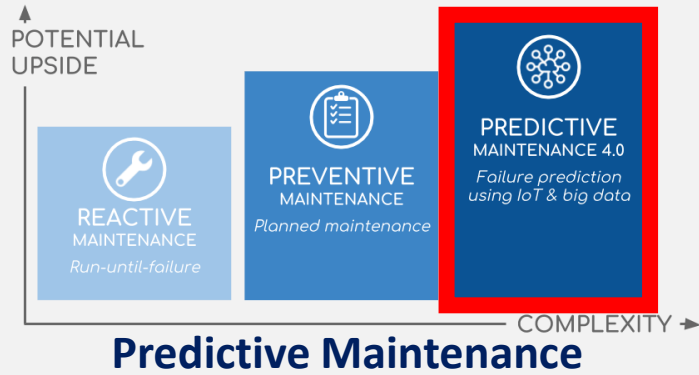 POTENTIAL
UPSIDE
REACTIVE
MAINTENANCE
Run-until-failure
PREVENTIVE
MAINTENANCE
Planned maintenance
PREDICTIVE
MAINTENANCE 4.0
Failure prediction
using IoT & big data
COMPLEXITY
Predictive Maintenance